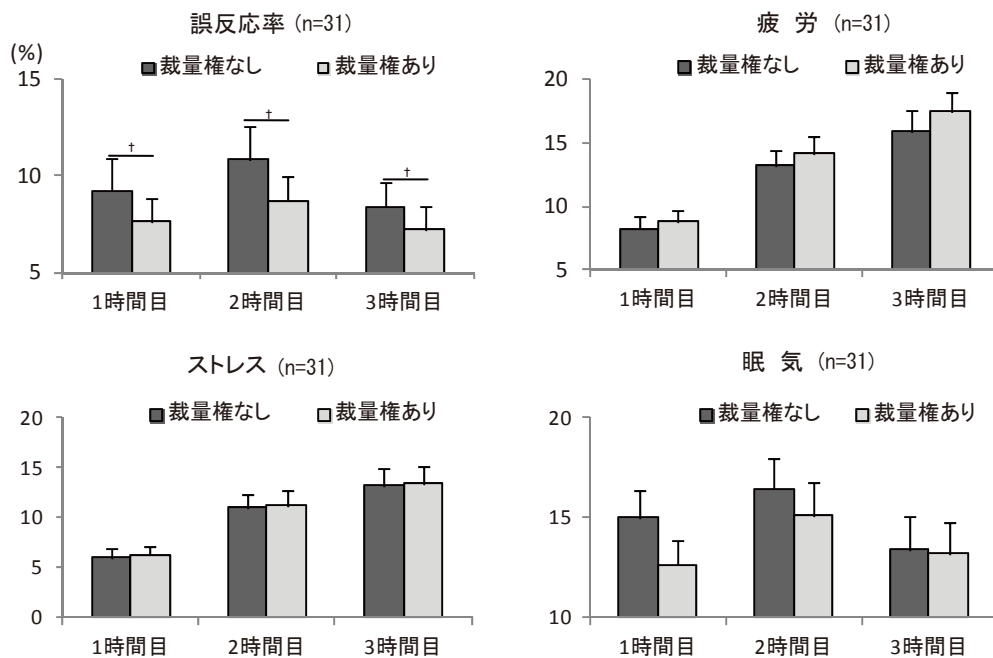 誤反応率 (n=31)
(%)
裁量権なし 裁量権あり
15
10
5
†
†
†
1時間目 2時間目 3時間目
疲 労 (n=31)
裁量権なし 裁量権あり
20
15
10
5
1時間目 2時間目 3時間目
ストレス (n=31)
裁量権なし 裁量権あり
20
15
10
5
0
1時間目 2時間目 3時間目
眠 気 (n=31)
裁量権なし 裁量権あり
20
15
10
1時間目 2時間目 3時間目